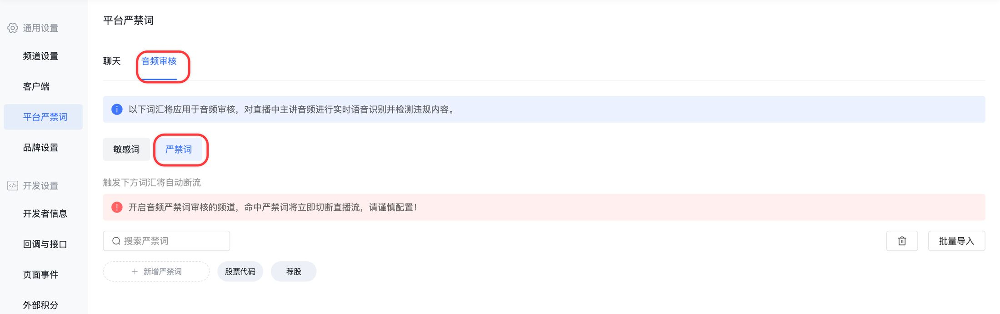 通用设置
频道设置
客户端
平台严禁词
品牌设置
开发设置
开发者信息
回调与接口
页面事件
外部积分
平台严禁词
聊天
音频审核
以下词汇将应用于音频审核，对直播中主讲音频进行实时语音识别并检测违规内容。
敏感词
严禁词
触发下方词汇将自动断流
开启音频严禁词审核的频道，命中严禁词将立即切断直播流，请谨慎配置！
搜索严禁词
批量导入
+ 新增严禁词
股票代码
荐股